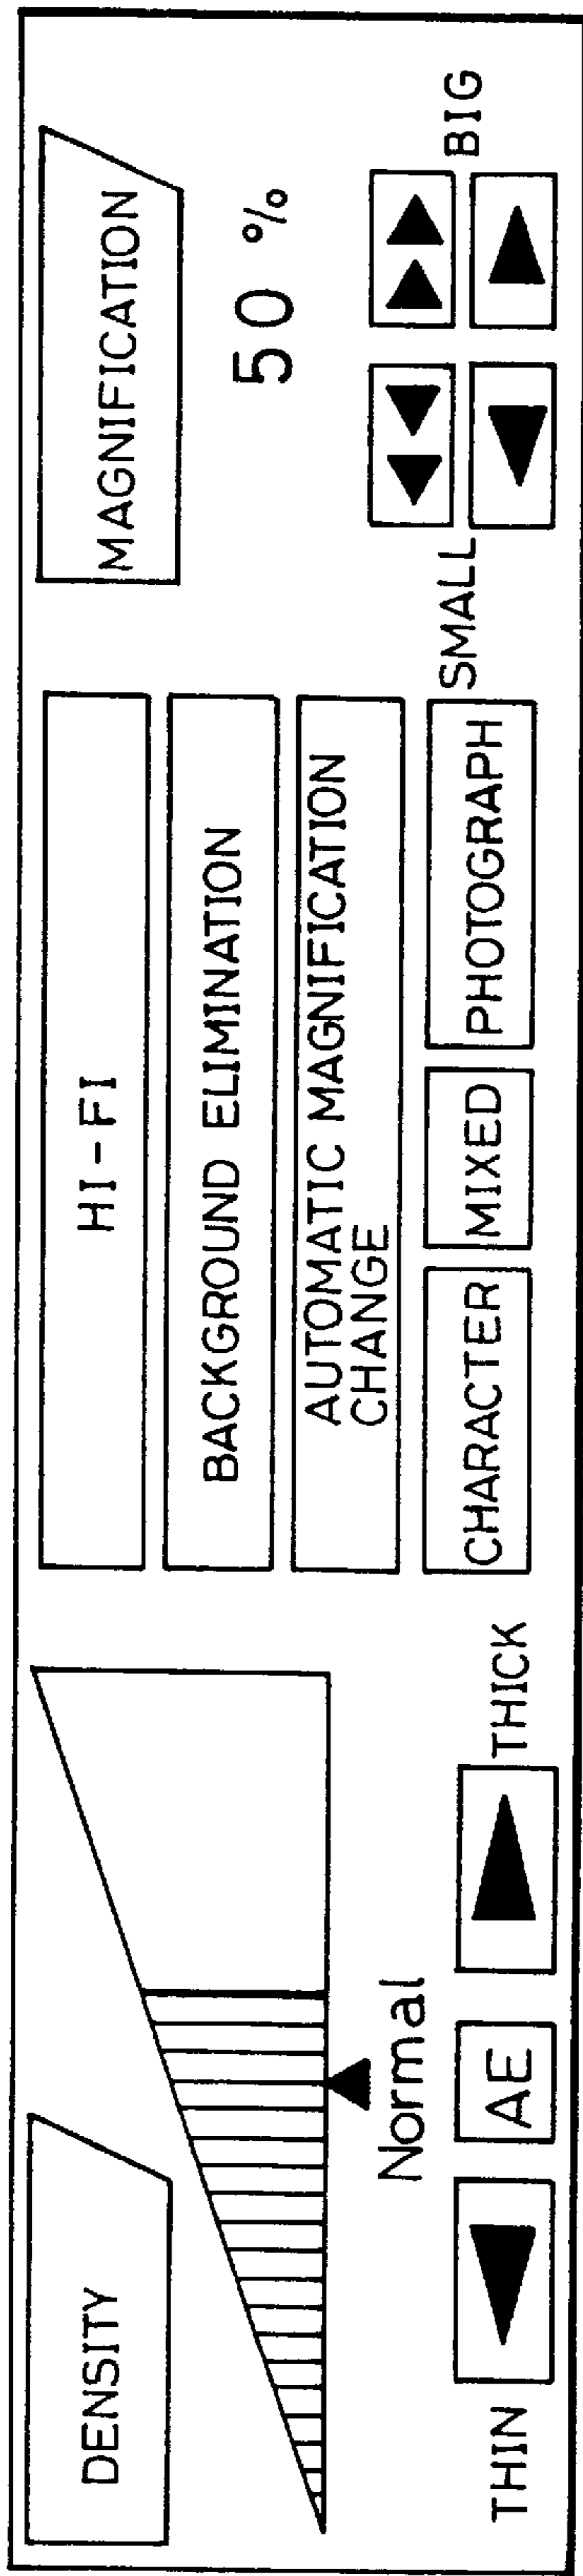 DENSITY
Normal
THIN
AE
THICK
HI-FI
BACKGROUND ELIMINATION
AUTOMATIC MAGNIFICATION
CHANGE
CHARACTER
MIXED
PHOTOGRAPH
MAGNIFICATION
50 %
SMALL
BIG